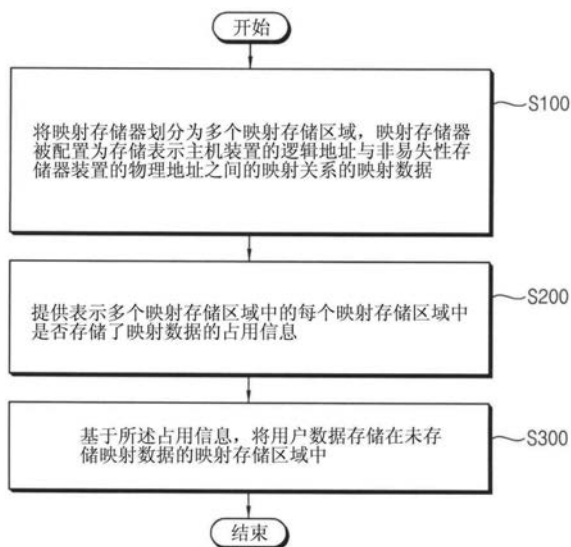 开始
S100
将映射存储器划分为多个映射存储区域，映射存储器
被配置为存储表示主机装置的逻辑地址与非易失性存
储器装置的物理地址之间的映射关系的映射数据
S200
提供表示多个映射存储区域中的每个映射存储区域中
是否存储了映射数据的占用信息
S300
基于所述占用信息，将用户数据存储在未存
储映射数据的映射存储区域中
结束